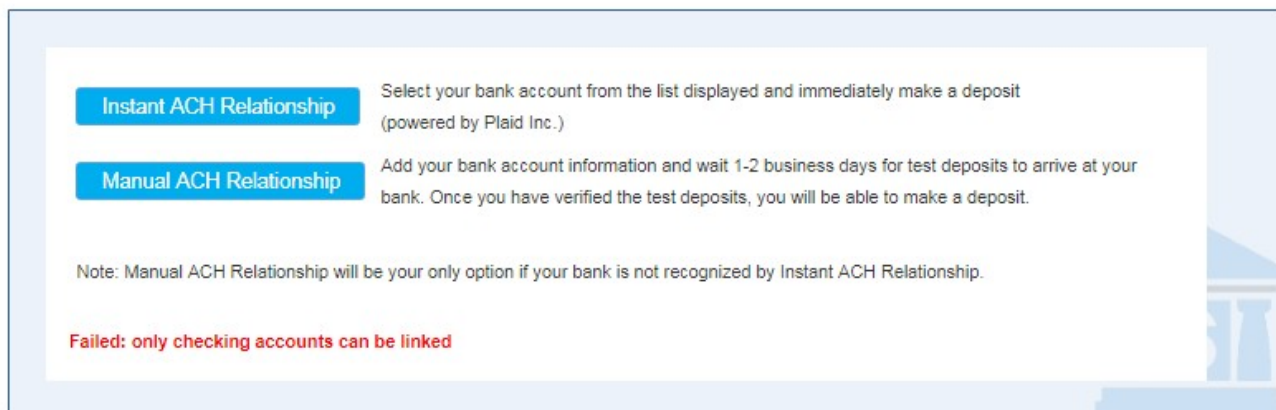 Instant ACH Relationship
Select your bank account from the list displayed and immediately make a deposit
(powered by Plaid Inc.)
Manual ACH Relationship
Add your bank account information and wait 1-2 business days for test deposits to arrive at your
bank. Once you have verified the test deposits, you will be able to make a deposit.
Note: Manual ACH Relationship will be your only option if your bank is not recognized by Instant ACH Relationship.
Failed: only checking accounts can be linked